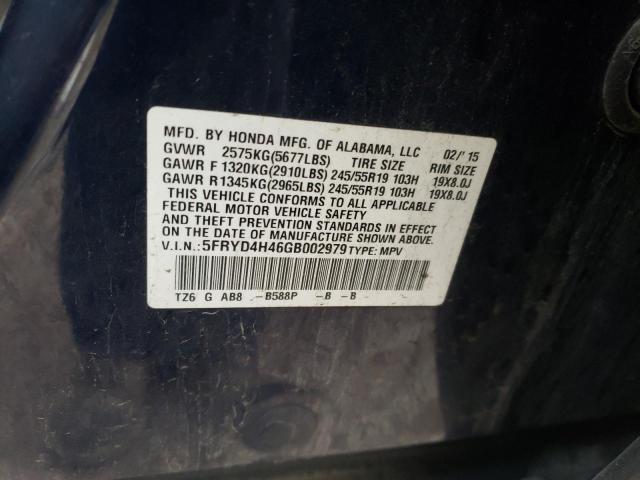 MFD. BY HONDA MFG. OF ALABAMA, LLC 02/'15
GVWR 2575KG(5677LBS) TIRE SIZE RIM SIZE
GAWR F 1320KG(2910LBS) 245/55R19 103H 19X8.0J
GAWR R1345KG(2965LBS) 245/55R19 103H 19X8.0J
THIS VEHICLE CONFORMS TO ALL APPLICABLE
FEDERAL MOTOR VEHICLE SAFETY
AND THEFT PREVENTION STANDARDS IN EFFECT
ON THE DATE OF MANUFACTURE SHOWN ABOVE.
V.I.N.:5FRYD4H46GB002979 TYPE: MPV
TZ6 G AB8 -B588P -B -B -